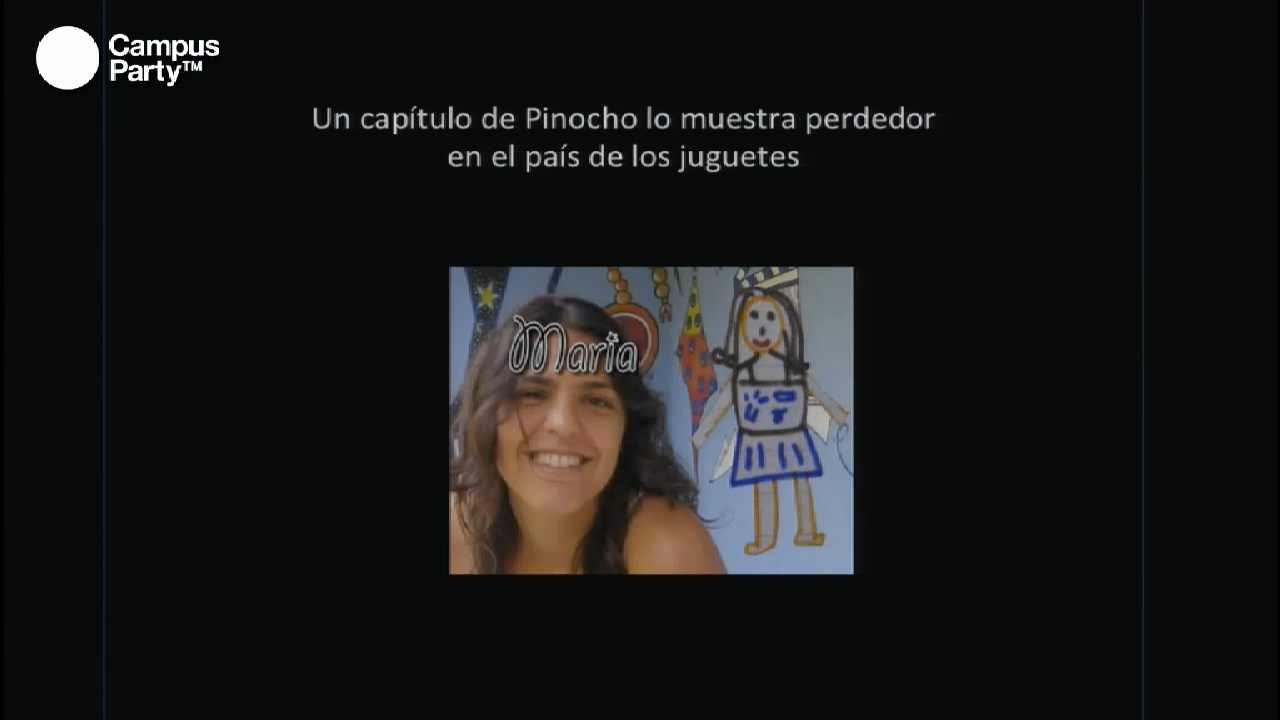 Campus
Party™
Un capítulo de Pinocho lo muestra perdedor
en el país de los juguetes
Maria